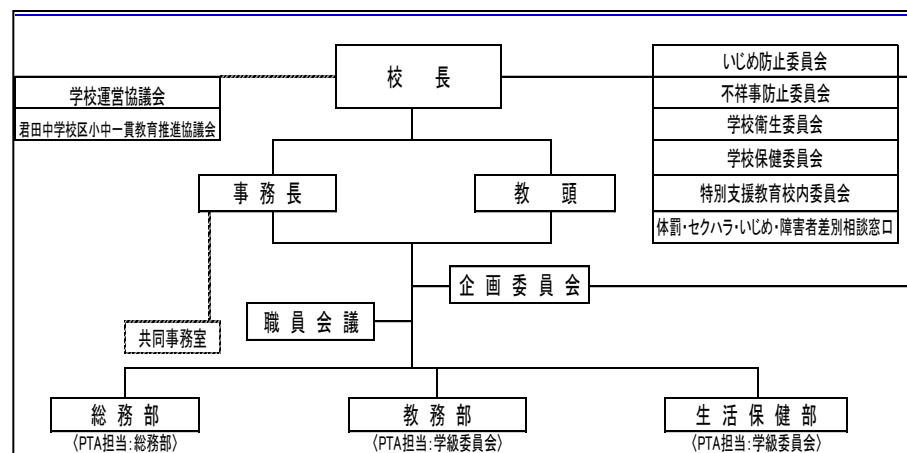 校　長
いじめ防止委員会
学校運営協議会
不祥事防止委員会
君田中学校区小中一貫教育推進協議会
学校衛生委員会
学校保健委員会
事 務 長
教　頭
特別支援教育校内委員会
体罰・セクハラ・いじめ・障害者差別相談窓口
企 画 委 員 会
職 員 会 議
共同事務室
総 務 部
〈PTA担当:総務部〉
教 務 部
〈PTA担当:学級委員会〉
生 活 保 健 部
〈PTA担当:学級委員会〉